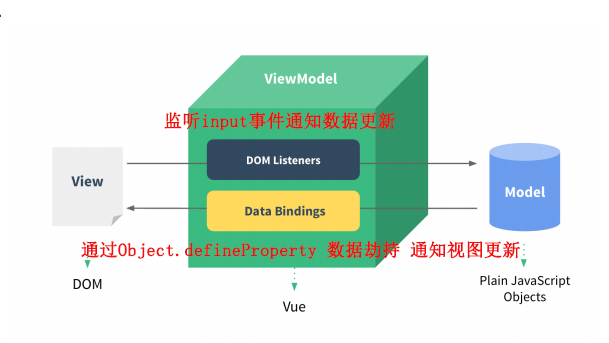 ViewModel
监听input事件通知数据更新
DOM Listeners
View
Model
Data Bindings
通过Object.defineProperty 数据劫持 通知视图更新
DOM
Vue
Plain JavaScript
Objects